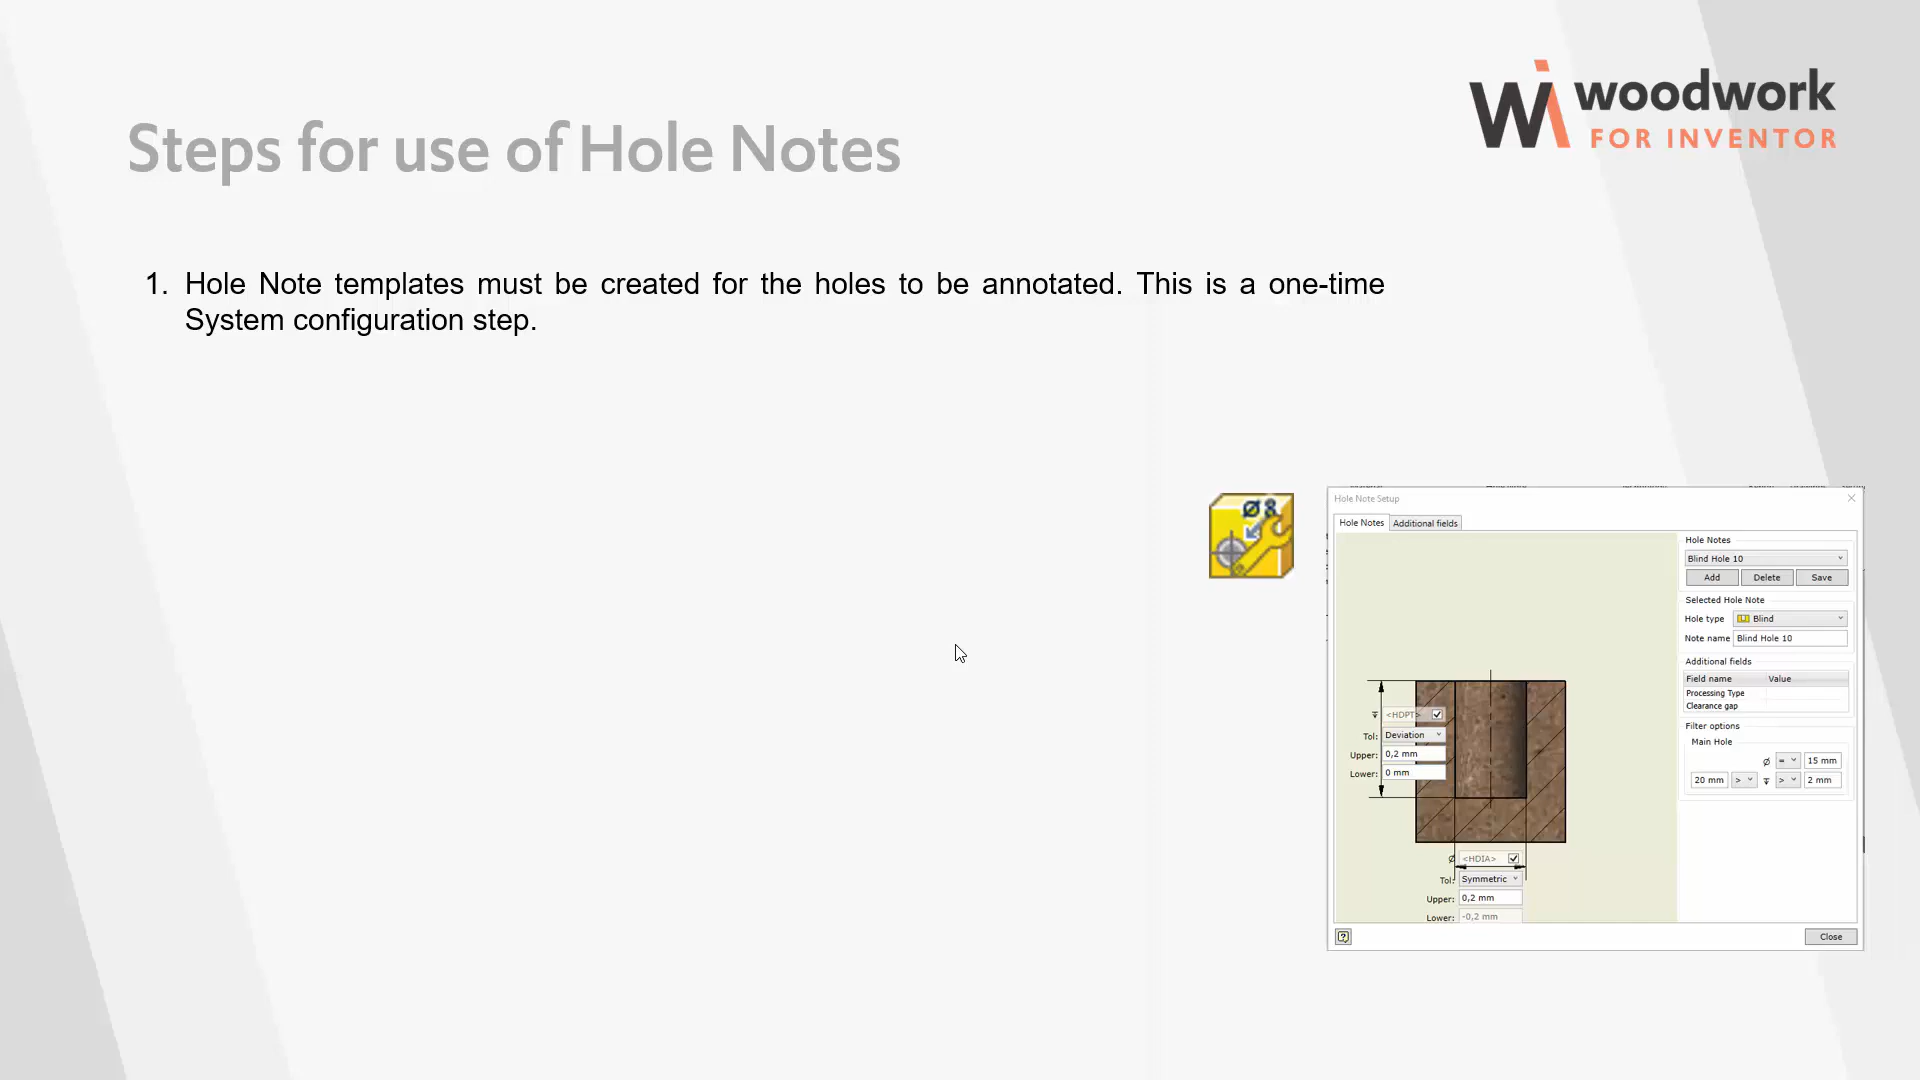 woodwork
FOR INVENTOR
Steps for use of Hole Notes
1. Hole Note templates must be created for the holes to be annotated. This is a one-time
System configuration step.
Ø 8
Hole Note Setup
Hole Notes Additional fields
Hole Notes
Blind Hole 10
Add Delete Save
Selected Hole Note
Hole type Blind
Note name Blind Hole 10
Additional fields
Field name Value
Processing Type
Clearance gap
Filter options
Main Hole
Ø = 15 mm
20 mm > > 2 mm
<HDPT>
Tol: Deviation
Upper: 0,2 mm
Lower: 0 mm
Ø <HDIA>
Tol: Symmetric
Upper: 0,2 mm
Lower: -0,2 mm
Close